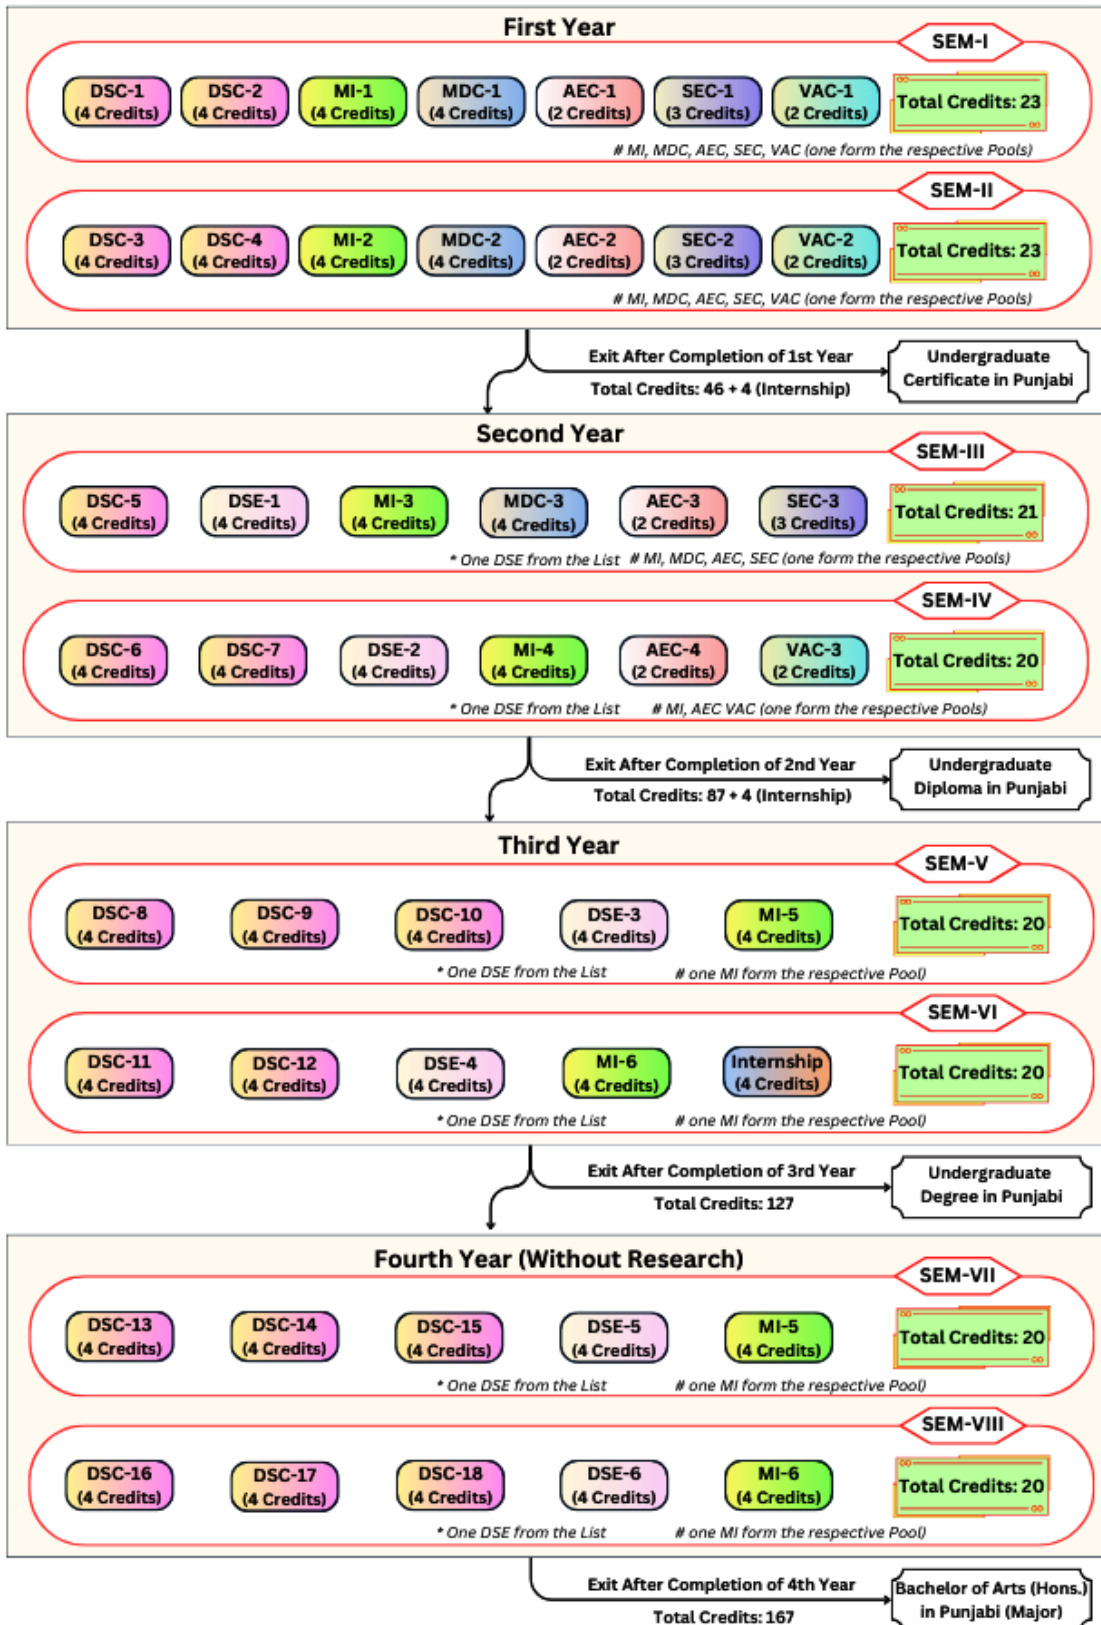 First Year
SEM-I
DSC-1 DSC-2 MI-1 MDC-1 AEC-1 SEC-1 VAC-1
(4 Credits) (4 Credits) (4 Credits) (4 Credits) (2 Credits) (3 Credits) (2 Credits)
Total Credits: 23
# MI, MDC, AEC, SEC, VAC (one form the respective Pools)
SEM-II
DSC-3 DSC-4 MI-2 MDC-2 AEC-2 SEC-2 VAC-2
(4 Credits) (4 Credits) (4 Credits) (4 Credits) (2 Credits) (3 Credits) (2 Credits)
Total Credits: 23
# MI, MDC, AEC, SEC, VAC (one form the respective Pools)
Exit After Completion of 1st Year
Total Credits: 46 + 4 (Internship)
Undergraduate
Certificate in Punjabi
Second Year
SEM-III
DSC-5 DSE-1 MI-3 MDC-3 AEC-3 SEC-3
(4 Credits) (4 Credits) (4 Credits) (4 Credits) (2 Credits) (3 Credits)
Total Credits: 21
* One DSE from the List # MI, MDC, AEC, SEC (one form the respective Pools)
SEM-IV
DSC-6 DSC-7 DSE-2 MI-4 AEC-4 VAC-3
(4 Credits) (4 Credits) (4 Credits) (4 Credits) (2 Credits) (2 Credits)
Total Credits: 20
* One DSE from the List # MI, AEC VAC (one form the respective Pools)
Exit After Completion of 2nd Year
Total Credits: 87 + 4 (Internship)
Undergraduate
Diploma in Punjabi
Third Year
SEM-V
DSC-8 DSC-9 DSC-10 DSE-3 MI-5
(4 Credits) (4 Credits) (4 Credits) (4 Credits) (4 Credits)
Total Credits: 20
* One DSE from the List # one MI form the respective Pool)
SEM-VI
DSC-11 DSC-12 DSE-4 MI-6 Internship
(4 Credits) (4 Credits) (4 Credits) (4 Credits) (4 Credits)
Total Credits: 20
* One DSE from the List # one MI form the respective Pool)
Exit After Completion of 3rd Year
Total Credits: 127
Undergraduate
Degree in Punjabi
Fourth Year (Without Research)
SEM-VII
DSC-13 DSC-14 DSC-15 DSE-5 MI-5
(4 Credits) (4 Credits) (4 Credits) (4 Credits) (4 Credits)
Total Credits: 20
* One DSE from the List # one MI form the respective Pool)
SEM-VIII
DSC-16 DSC-17 DSC-18 DSE-6 MI-6
(4 Credits) (4 Credits) (4 Credits) (4 Credits) (4 Credits)
Total Credits: 20
* One DSE from the List # one MI form the respective Pool)
Exit After Completion of 4th Year
Total Credits: 167
Bachelor of Arts (Hons.)
in Punjabi (Major)